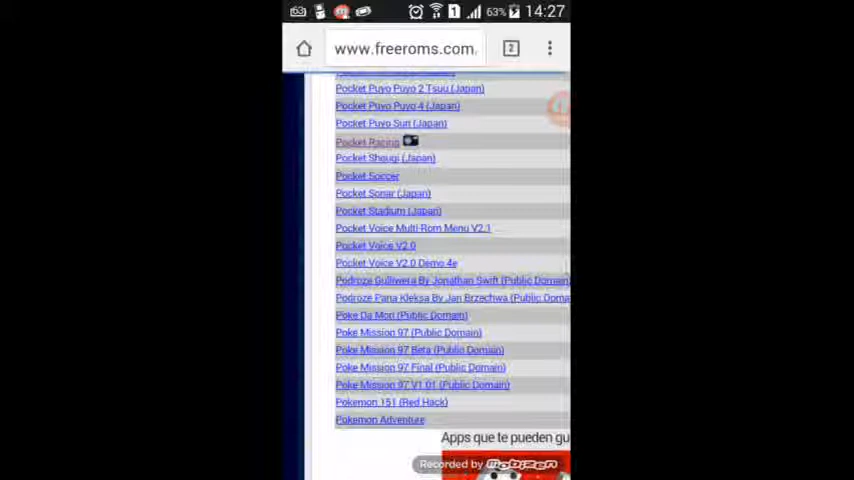 63 1 63% 14:27
www.freeroms.com. 2
Pocket Puyo Puyo 2 Tsuu (Japan)
Pocket Puyo Puyo 4 (Japan)
Pocket Puyo Sun (Japan)
Pocket Racing
Pocket Shougi (Japan)
Pocket Soccer
Pocket Sonar (Japan)
Pocket Stadium (Japan)
Pocket Voice Multi Rom Menu V2.1
Pocket Voice V2.0
Pocket Voice V2.0 Demo 4e
Podroze Gulliwera By Jonathan Swift (Public Domain)
Podroze Pana Kleksa By Jan Brzechwa (Public Doma
Poke Da Mon (Public Domain)
Poke Mission 97 (Public Domain)
Poke Mission 97 Beta (Public Domain)
Poke Mission 97 Final (Public Domain)
Poke Mission 97 V1.01 (Public Domain)
Pokemon 151 (Red Hack)
Pokemon Adventure
Apps que te pueden gu
Recorded by mobizen